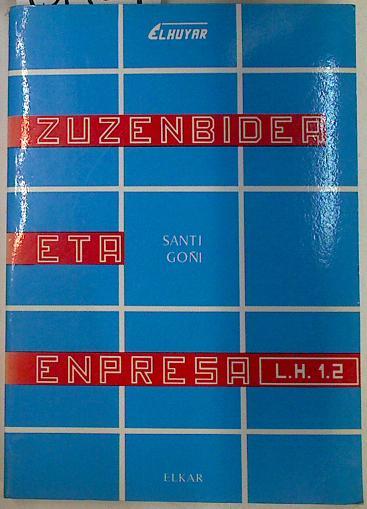 ELHUYAR
ZUZENBIDEA
ETA
SANTI
GOÑI
ENPRESA L.H. 1.2
ELKAR